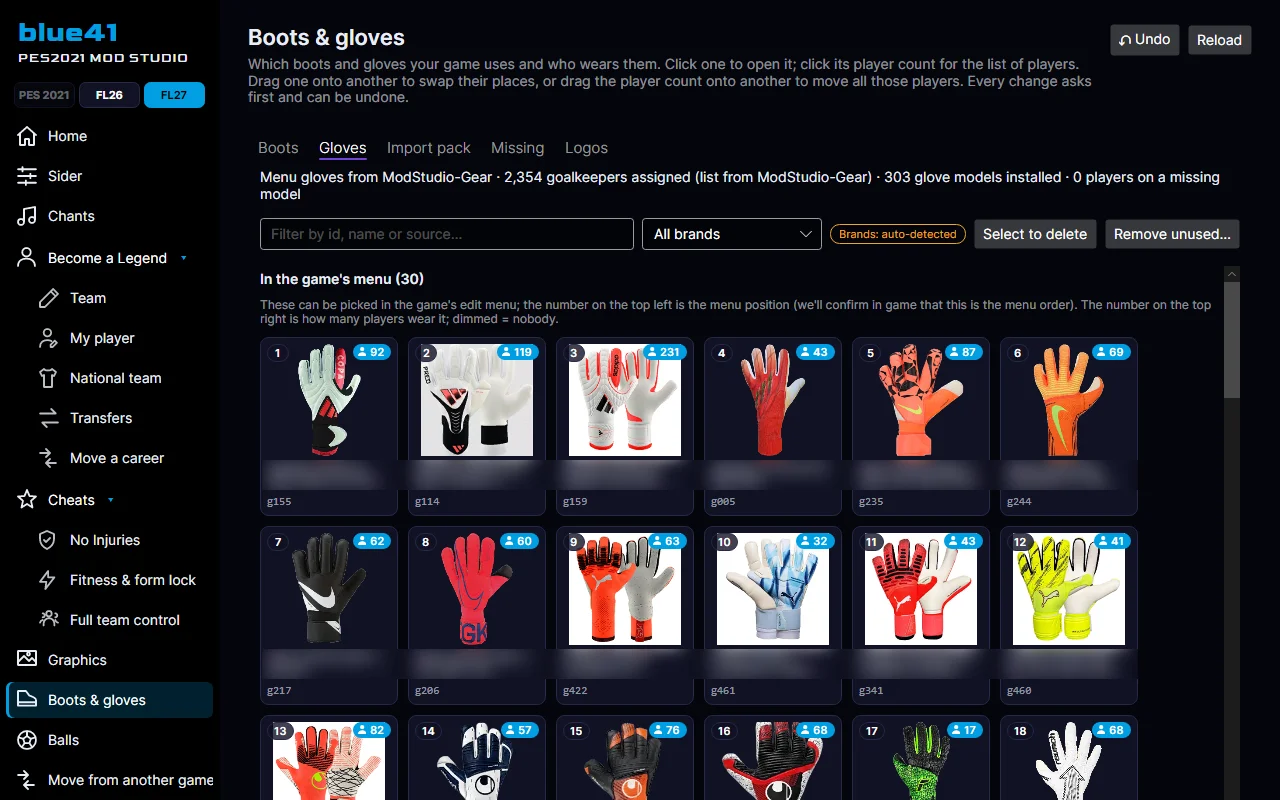 blue41
PES2021 MOD STUDIO
PES 2021
FL26
FL27
Home
Sider
Chants
Become a Legend
Team
My player
National team
Transfers
Move a career
Cheats
No Injuries
Fitness & form lock
Full team control
Graphics
Boots & gloves
Balls
Move from another game
Boots & gloves
Which boots and gloves your game uses and who wears them. Click one to open it; click its player count for the list of players.
Drag one onto another to swap their places, or drag the player count onto another to move all those players. Every change asks
first and can be undone.
Undo
Reload
Boots
Gloves
Import pack
Missing
Logos
Menu gloves from ModStudio-Gear · 2,354 goalkeepers assigned (list from ModStudio-Gear) · 303 glove models installed · 0 players on a missing
model
Filter by id, name or source...
All brands
Brands: auto-detected
Select to delete
Remove unused...
In the game's menu (30)
These can be picked in the game's edit menu; the number on the top left is the menu position (we'll confirm in game that this is the menu order). The number on the top
right is how many players wear it; dimmed = nobody.
1 92
2 119
3 231
4 43
5 87
6 69
COPA
PRED
GK
g155
g114
g159
g005
g235
g244
7 62
8 60
9 63
10 32
11 43
12 41
g217
g206
g422
g461
g341
g460
13 82
14 57
15 76
16 68
17 17
18 68